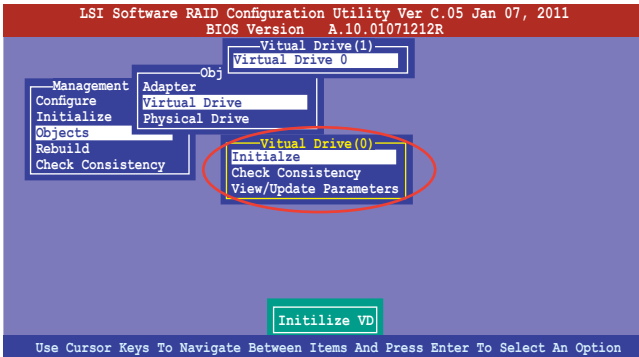 LSI Software RAID Configuration Utility Ver C.05 Jan 07, 2011
BIOS Version A.10.01071212R
Vitual Drive(1)
Virtual Drive 0
Obj
Adapter
Virtual Drive
Physical Drive
Management
Configure
Initialize
Objects
Rebuild
Check Consistency
Vitual Drive(0)
Initialze
Check Consistency
View/Update Parameters
Initilize VD
Use Cursor Keys To Navigate Between Items And Press Enter To Select An Option